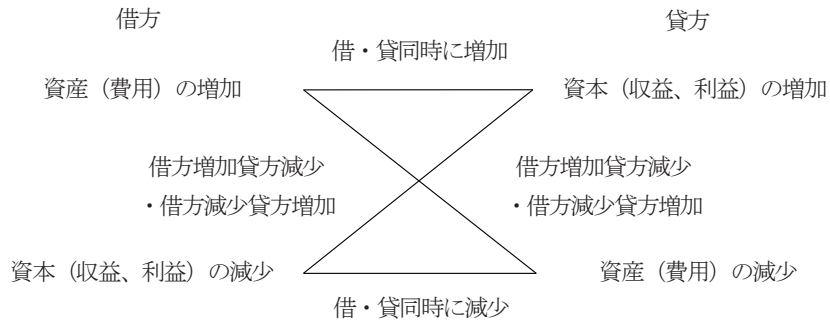 借方
貸方
借・貸同時に増加
資産（費用）の増加
資本（収益、利益）の増加
借方増加貸方減少
・借方減少貸方増加
借方増加貸方減少
・借方減少貸方増加
資本（収益、利益）の減少
資産（費用）の減少
借・貸同時に減少